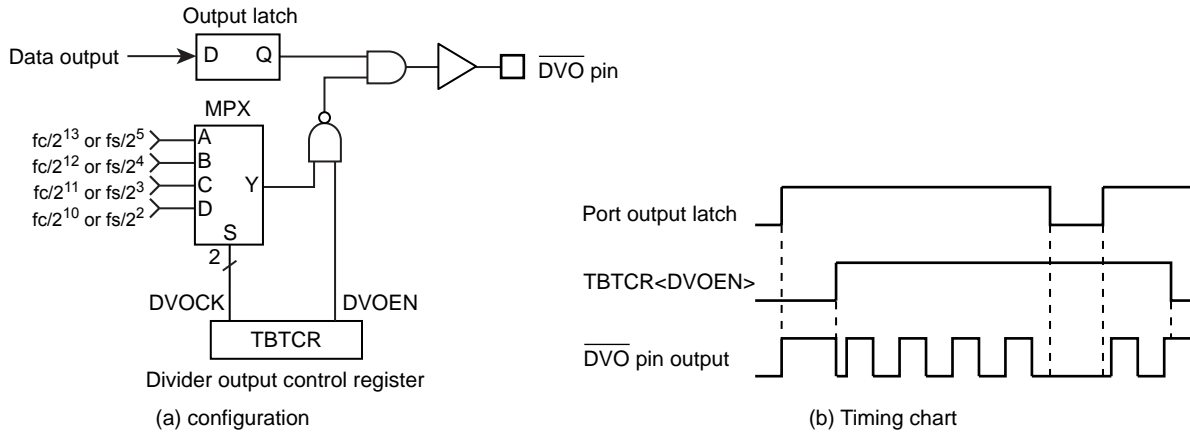 Output latch
Data output
D Q
DVO pin
MPX
fc/2^13 or fs/2^5
A
fc/2^12 or fs/2^4
B
fc/2^11 or fs/2^3
C
Y
fc/2^10 or fs/2^2
D
S
2
DVOCK
DVOEN
TBTCR
Divider output control register
(a) configuration
Port output latch
TBTCR<DVOEN>
DVO pin output
(b) Timing chart